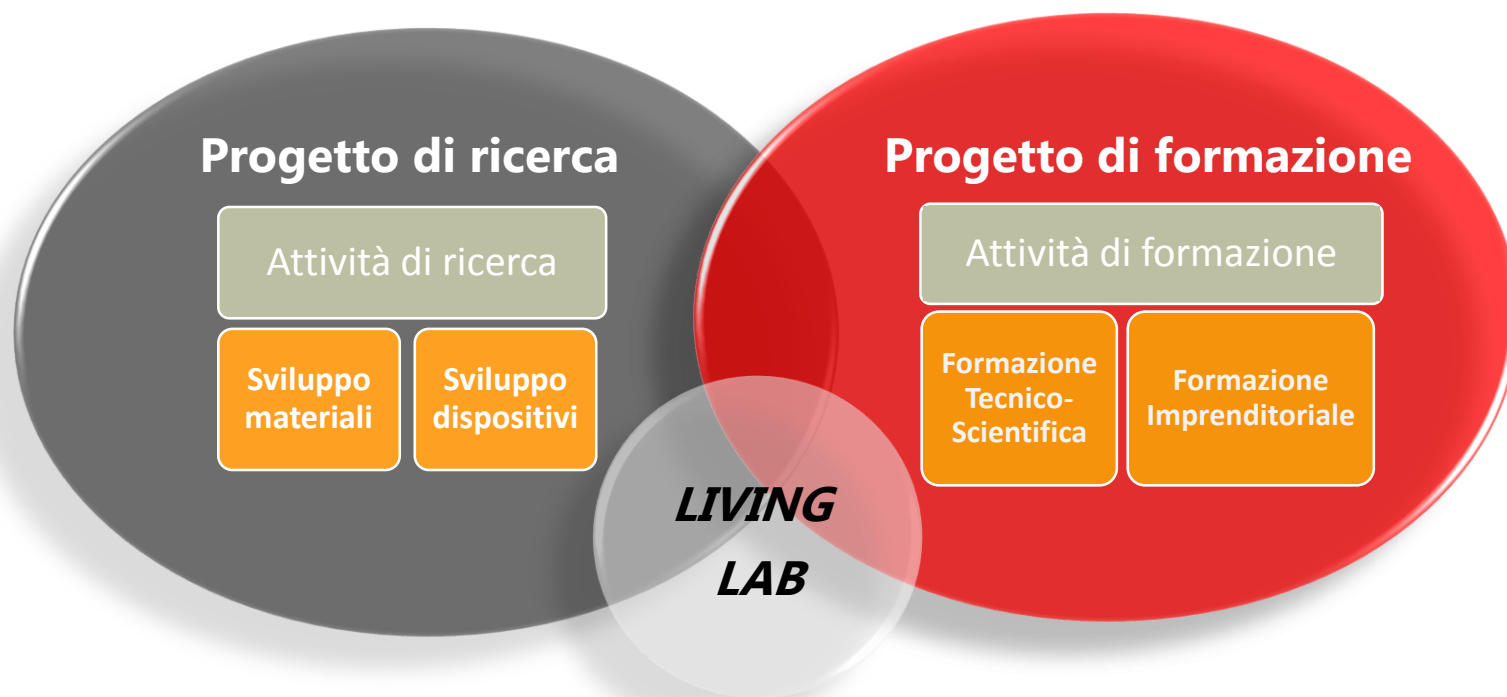 Progetto di ricerca
Attività di ricerca
Sviluppo
materiali
Sviluppo
dispositivi
Progetto di formazione
Attività di formazione
Formazione
Tecnico-
Scientifica
Formazione
Imprenditoriale
LIVING
LAB